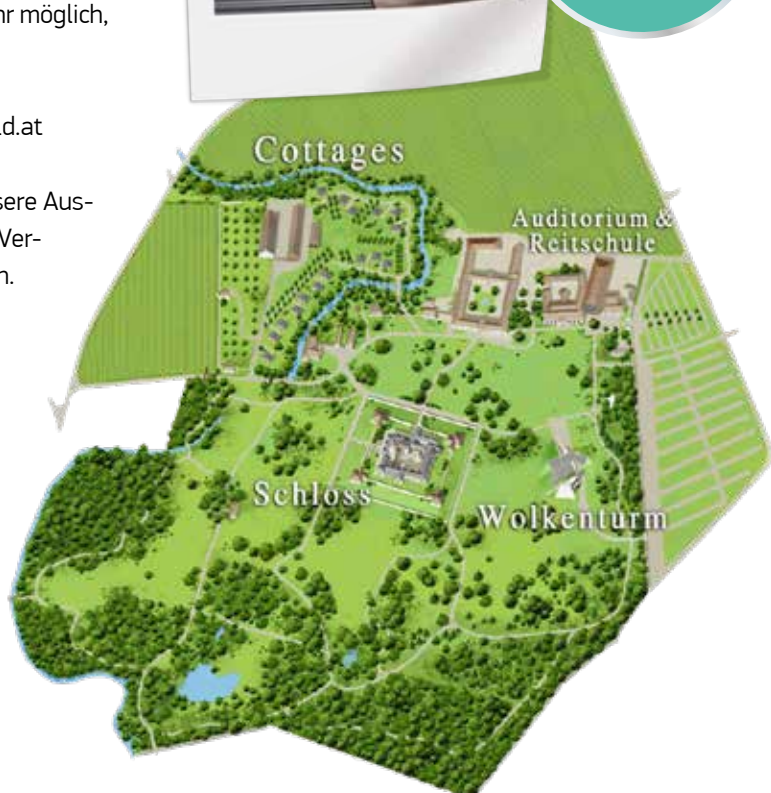 hr möglich,
d.at
sere Aus-
Ver-
n.
Cottages
Auditorium &
Reitschule
Schloss
Wolkenturm